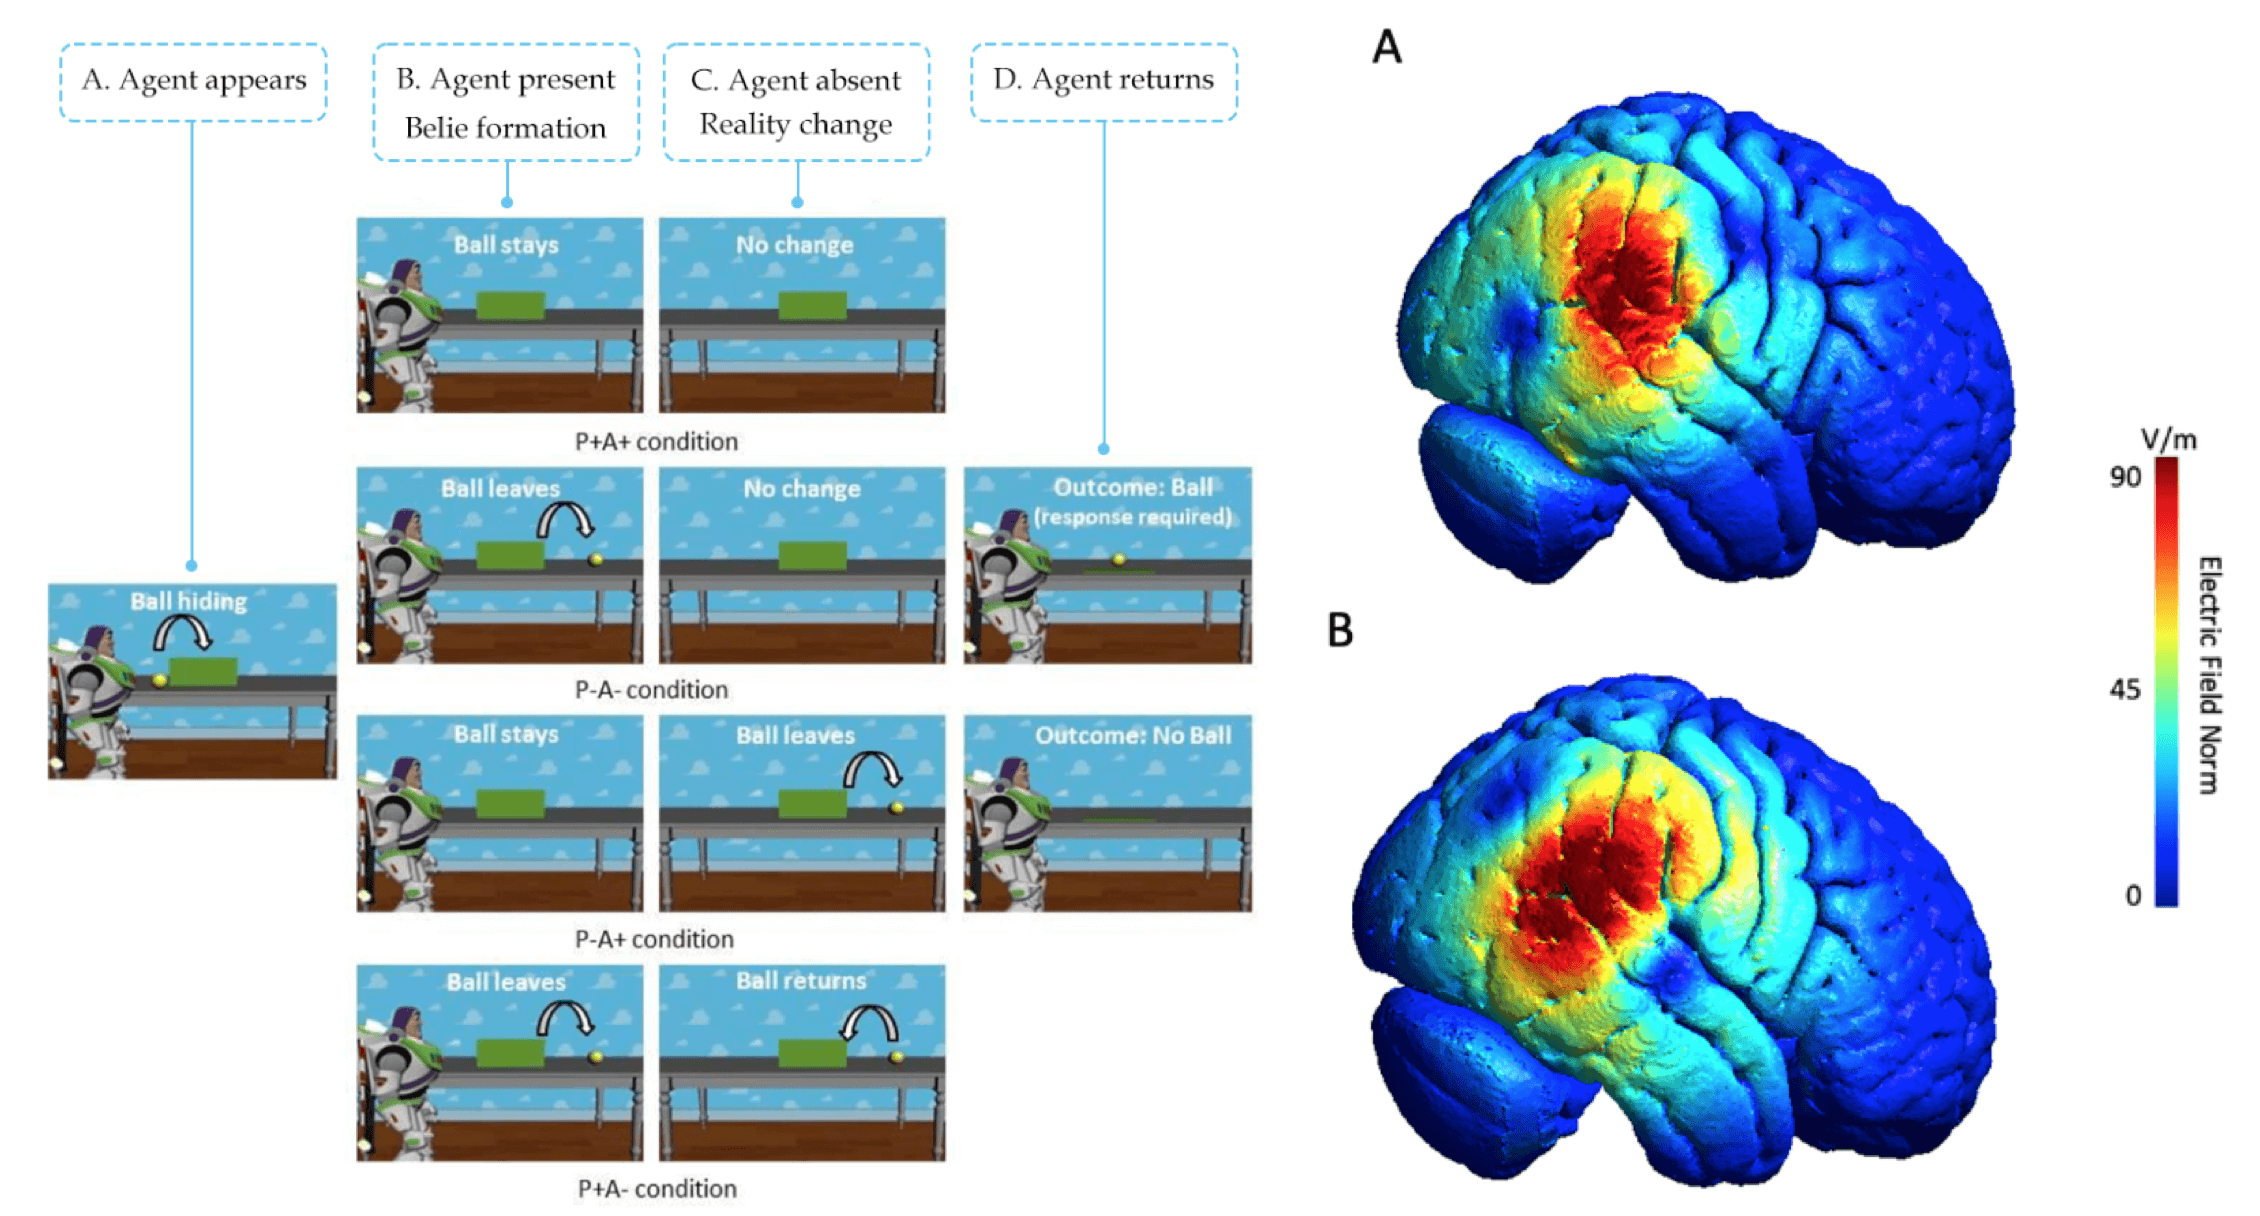 A. Agent appears
B. Agent present
Belie formation
C. Agent absent
Reality change
D. Agent returns
Ball stays
No change
P+A+ condition
Ball leaves
No change
Outcome: Ball
(response required)
P-A- condition
Ball hiding
Ball stays
Ball leaves
Outcome: No Ball
P-A+ condition
Ball leaves
Ball returns
P+A- condition
A
B
V/m
90
45
0
Electric Field Norm